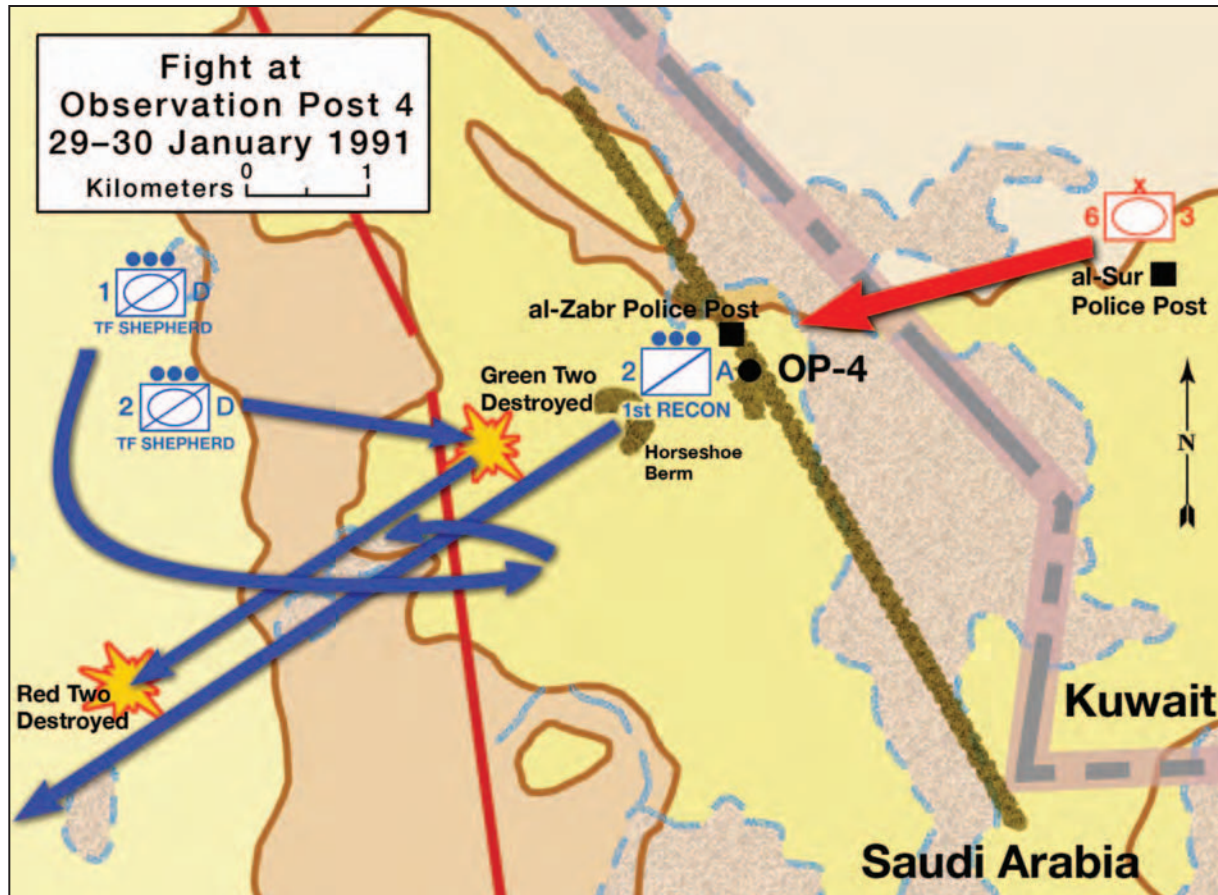 Fight at
Observation Post 4
29–30 January 1991
Kilometers
0 1
X
6 3
al-Sur
Police Post
1 D
TF SHEPHERD
al-Zabr Police Post
2 A
OP-4
1st RECON
Green Two
Destroyed
2 D
TF SHEPHERD
Horseshoe
Berm
N
Red Two
Destroyed
Kuwait
Saudi Arabia